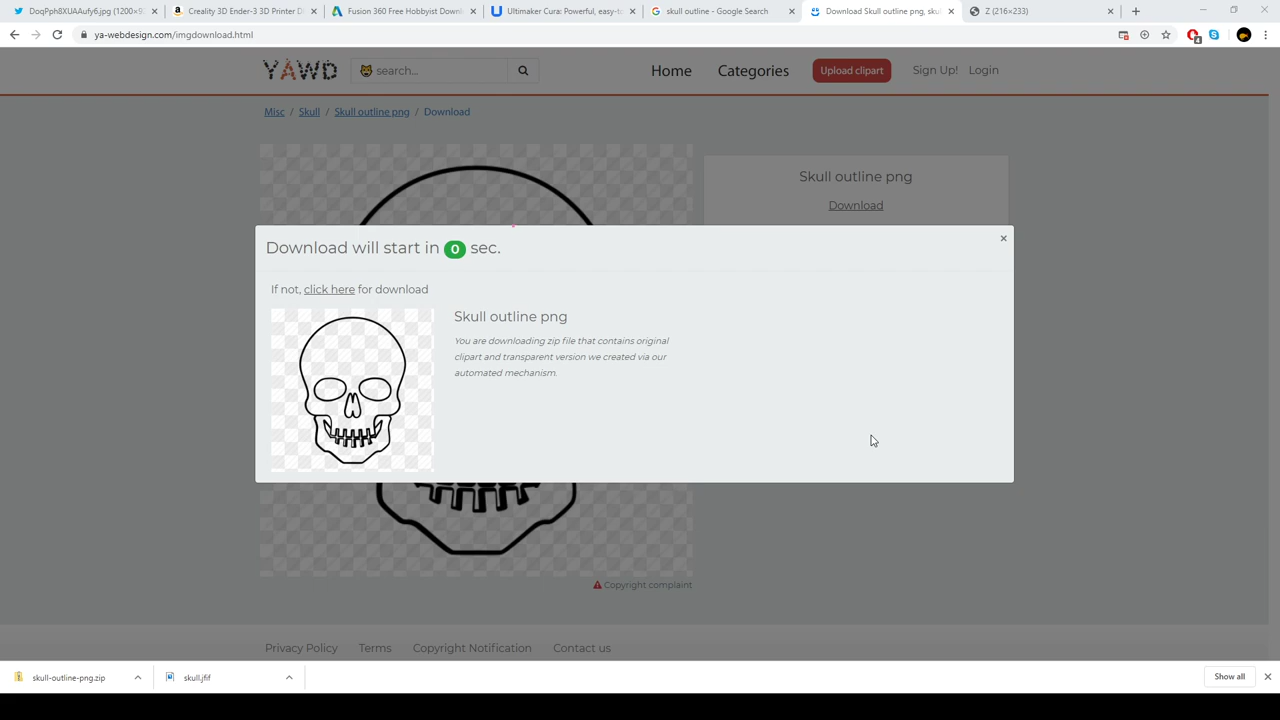 DoqPph8XUAAufy6.jpg (1200×9
Creality 3D Ender-3 3D Printer D
Fusion 360 Free Hobbyist Downl
Ultimaker Cura: Powerful, easy-to
skull outline - Google Search
Download Skull outline png, skul
Z (216×233)
ya-webdesign.com/imgdownload.html
YAWD
search...
Home
Categories
Upload clipart
Sign Up!
Login
Misc / Skull / Skull outline png / Download
Skull outline png
Download
Download will start in 0 sec.
×
If not, click here for download
Skull outline png
You are downloading zip file that contains original
clipart and transparent version we created via our
automated mechanism.
Copyright complaint
Privacy Policy
Terms
Copyright Notification
Contact us
skull-outline-png.zip
skull.jfif
Show all